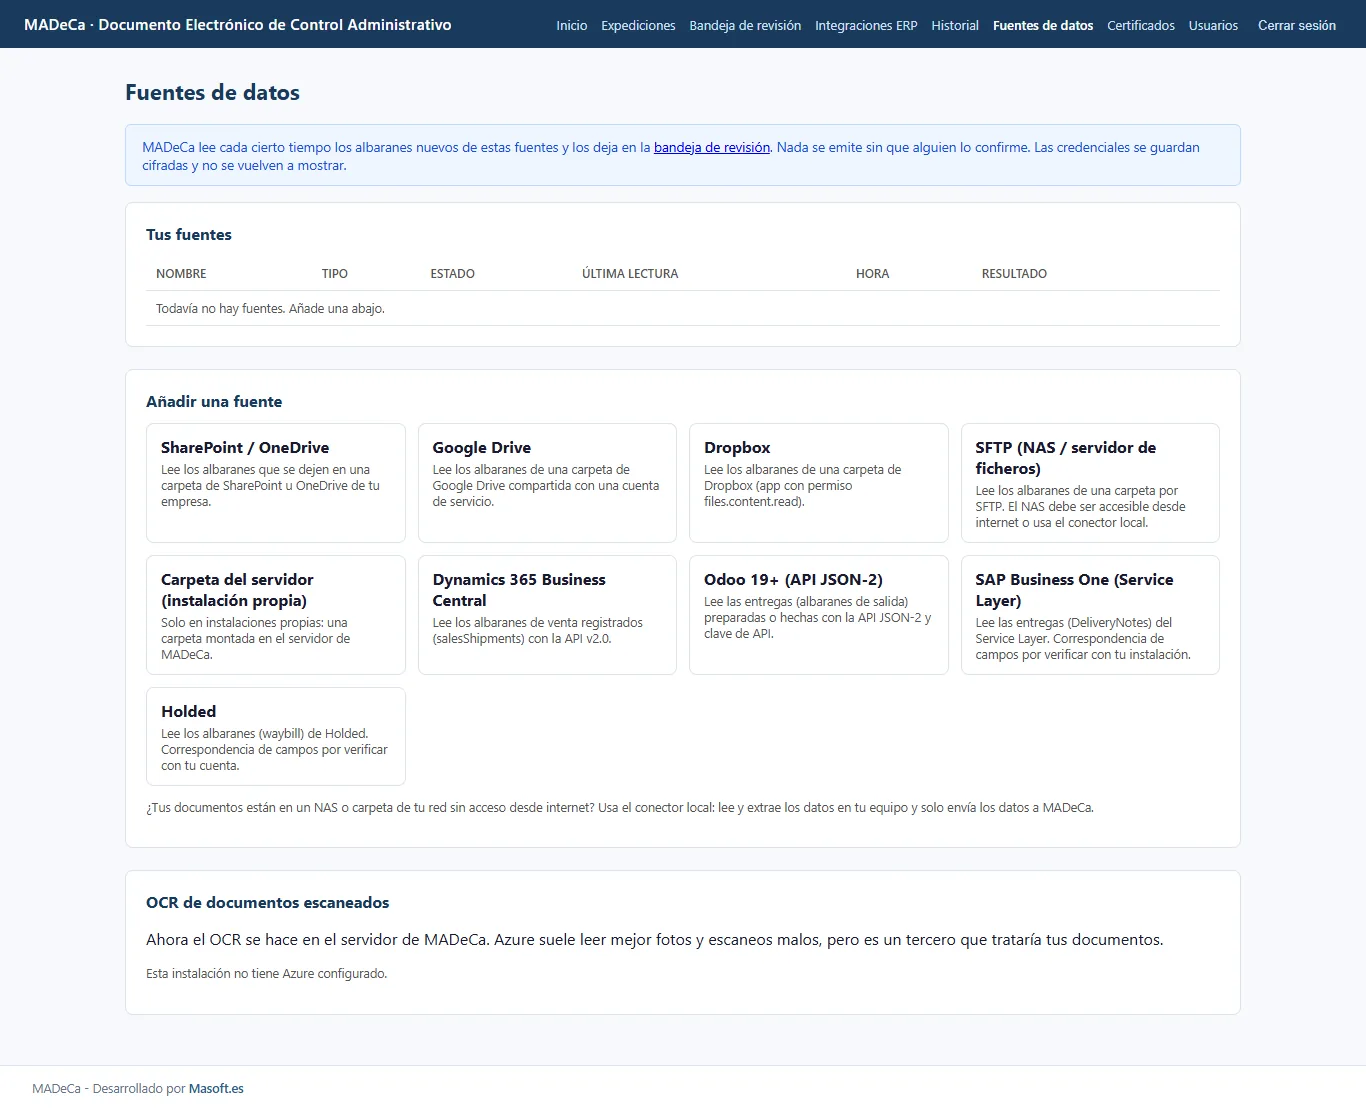 MADeCa · Documento Electrónico de Control Administrativo
Inicio Expediciones Bandeja de revisión Integraciones ERP Historial Fuentes de datos Certificados Usuarios Cerrar sesión
Fuentes de datos
MADeCa lee cada cierto tiempo los albaranes nuevos de estas fuentes y los deja en la bandeja de revisión. Nada se emite sin que alguien lo confirme. Las credenciales se guardan
cifradas y no se vuelven a mostrar.
Tus fuentes
NOMBRE TIPO ESTADO ÚLTIMA LECTURA HORA RESULTADO
Todavía no hay fuentes. Añade una abajo.
Añadir una fuente
SharePoint / OneDrive
Lee los albaranes que se dejen en una
carpeta de SharePoint u OneDrive de tu
empresa.
Google Drive
Lee los albaranes de una carpeta de
Google Drive compartida con una cuenta
de servicio.
Dropbox
Lee los albaranes de una carpeta de
Dropbox (app con permiso
files.content.read).
SFTP (NAS / servidor de
ficheros)
Lee los albaranes de una carpeta por
SFTP. El NAS debe ser accesible desde
internet o usa el conector local.
Carpeta del servidor
(instalación propia)
Solo en instalaciones propias: una
carpeta montada en el servidor de
MADeCa.
Dynamics 365 Business
Central
Lee los albaranes de venta registrados
(salesShipments) con la API v2.0.
Odoo 19+ (API JSON-2)
Lee las entregas (albaranes de salida)
preparadas o hechas con la API JSON-2 y
clave de API.
SAP Business One (Service
Layer)
Lee las entregas (DeliveryNotes) del
Service Layer. Correspondencia de
campos por verificar con tu instalación.
Holded
Lee los albaranes (waybill) de Holded.
Correspondencia de campos por verificar
con tu cuenta.
¿Tus documentos están en un NAS o carpeta de tu red sin acceso desde internet? Usa el conector local: lee y extrae los datos en tu equipo y solo envía los datos a MADeCa.
OCR de documentos escaneados
Ahora el OCR se hace en el servidor de MADeCa. Azure suele leer mejor fotos y escaneos malos, pero es un tercero que trataría tus documentos.
Esta instalación no tiene Azure configurado.
MADeCa - Desarrollado por Masoft.es